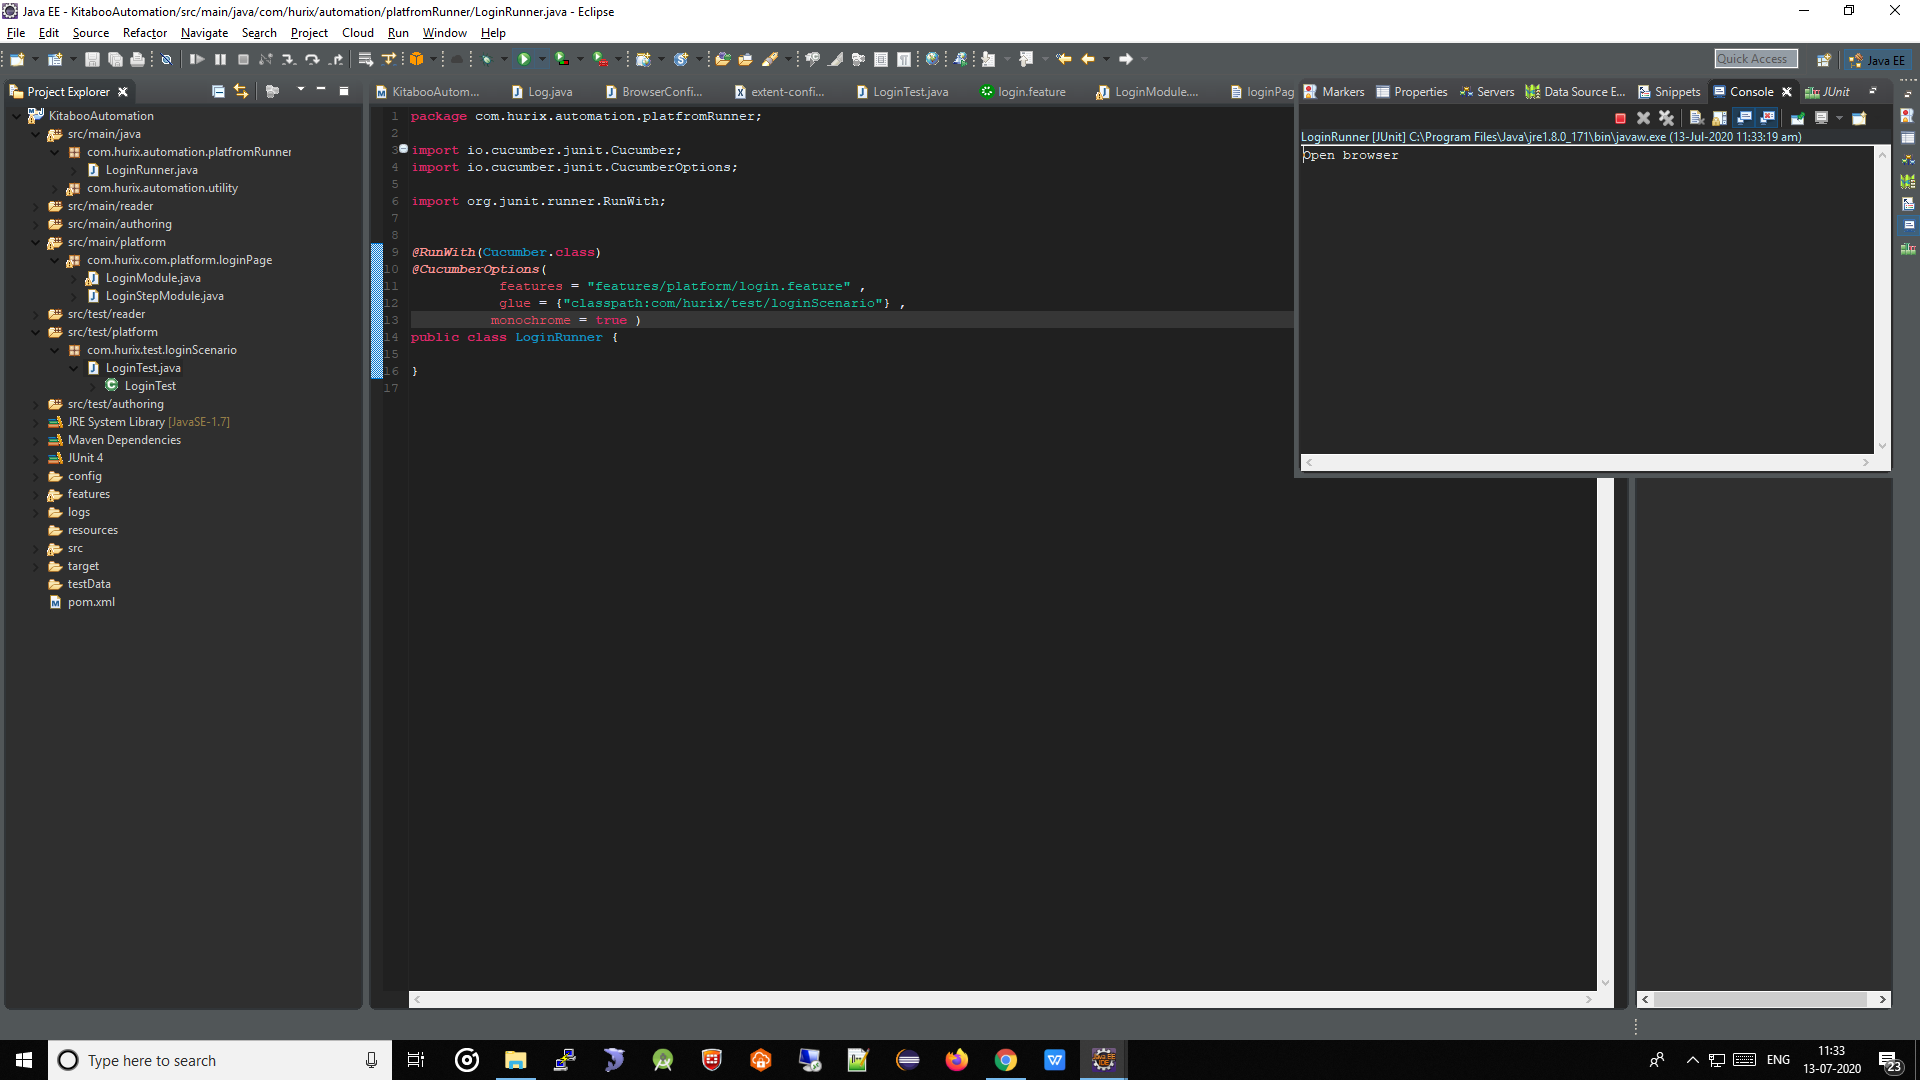 Java EE - KitabooAutomation/src/main/java/com/hurix/automation/platfromRunner/LoginRunner.java - Eclipse
File Edit Source Refactor Navigate Search Project Cloud Run Window Help
Quick Access
Java EE
Project Explorer
KitabooAutomation
src/main/java
com.hurix.automation.platfromRunner
LoginRunner.java
com.hurix.automation.utility
src/main/reader
src/main/authoring
src/main/platform
com.hurix.com.platform.loginPage
LoginModule.java
LoginStepModule.java
src/test/reader
src/test/platform
com.hurix.test.loginScenario
LoginTest.java
LoginTest
src/test/authoring
JRE System Library [JavaSE-1.7]
Maven Dependencies
JUnit 4
config
features
logs
resources
src
target
testData
pom.xml
KitabooAutom... Log.java BrowserConfi... extent-confi... LoginTest.java login.feature LoginModule.... loginPag
1 package com.hurix.automation.platfromRunner;
2
3 import io.cucumber.junit.Cucumber;
4 import io.cucumber.junit.CucumberOptions;
5
6 import org.junit.runner.RunWith;
7
8
9 @RunWith(Cucumber.class)
10 @CucumberOptions(
11 features = "features/platform/login.feature" ,
12 glue = {"classpath:com/hurix/test/loginScenario"} ,
13 monochrome = true )
14 public class LoginRunner {
15
16 }
17
Markers Properties Servers Data Source E... Snippets Console JUnit
LoginRunner [JUnit] C:\Program Files\Java\jre1.8.0_171\bin\javaw.exe (13-Jul-2020 11:33:19 am)
Open browser
Type here to search
ENG
11:33
13-07-2020
23